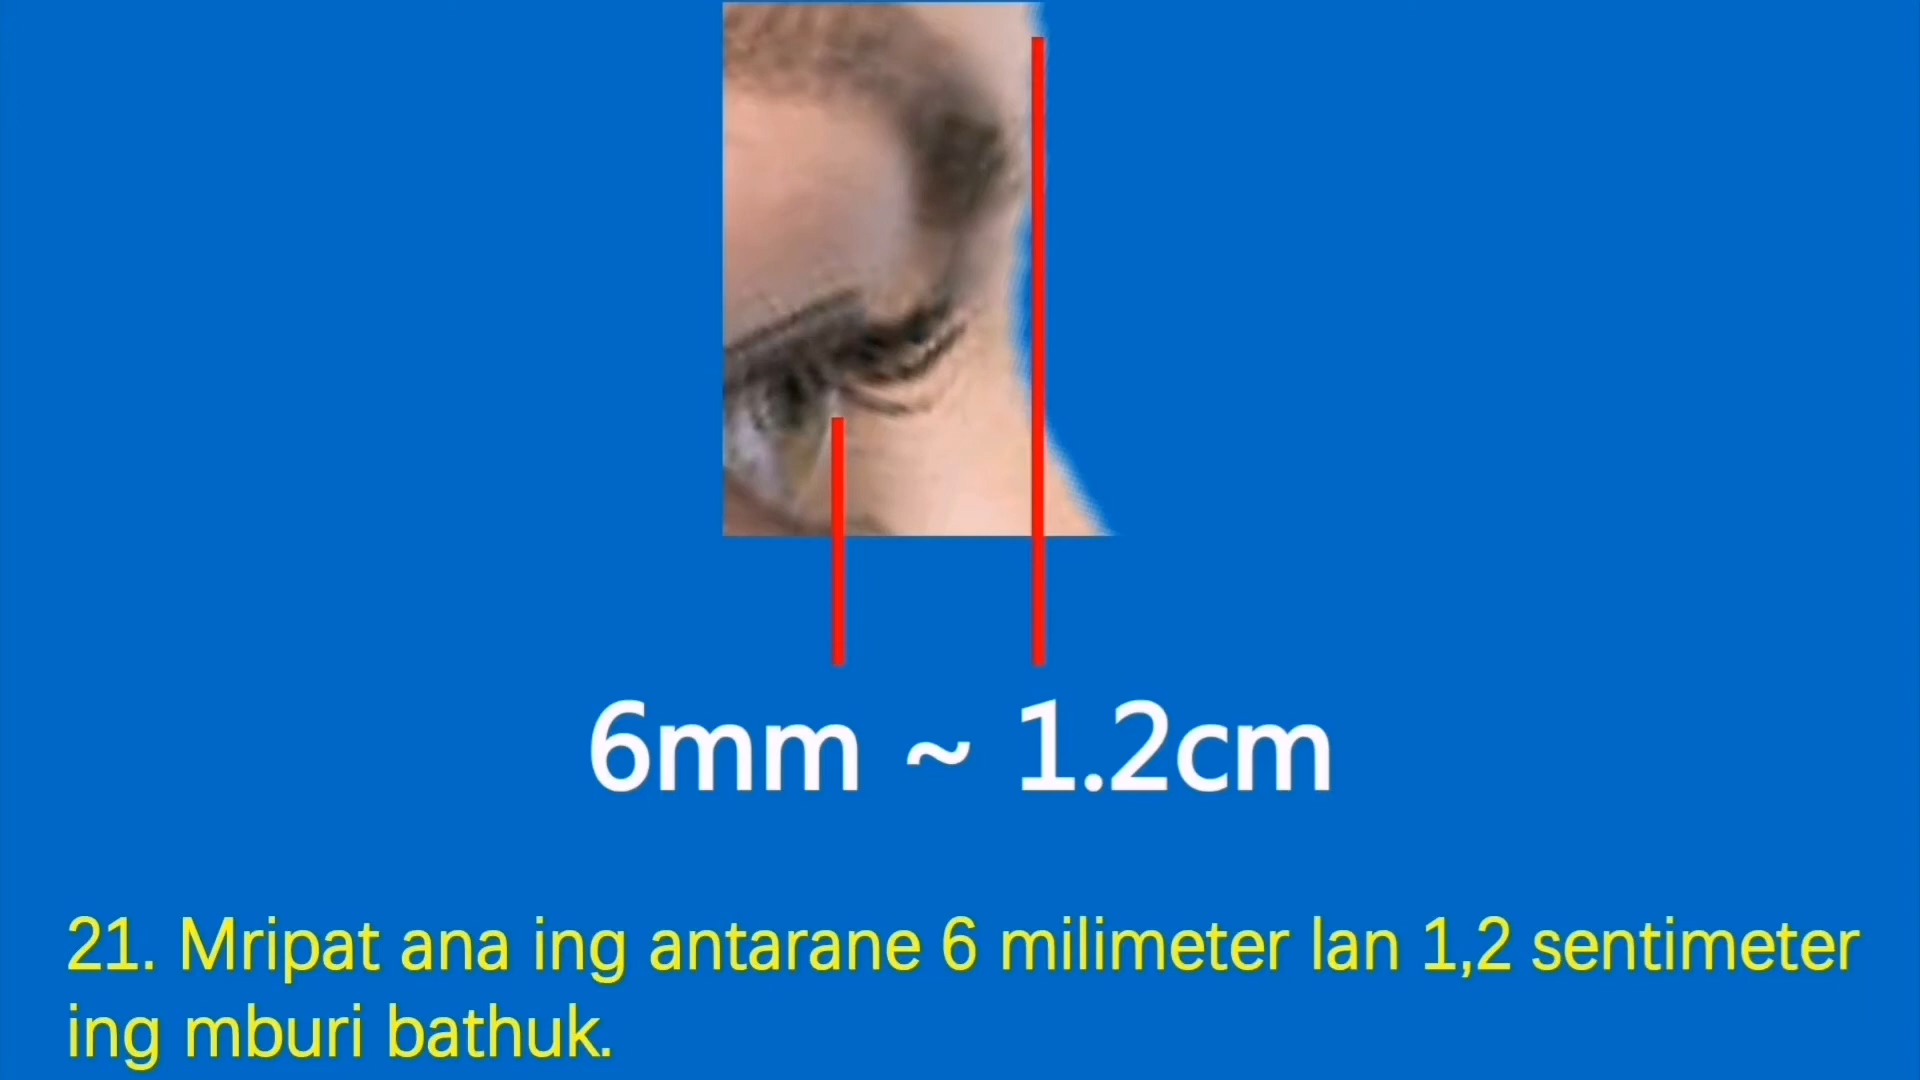 6mm ~ 1.2cm
21. Mripat ana ing antarane 6 milimeter lan 1,2 sentimeter
ing mburi bathuk.